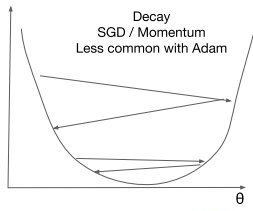 Decay
SGD / Momentum
Less common with Adam
θ